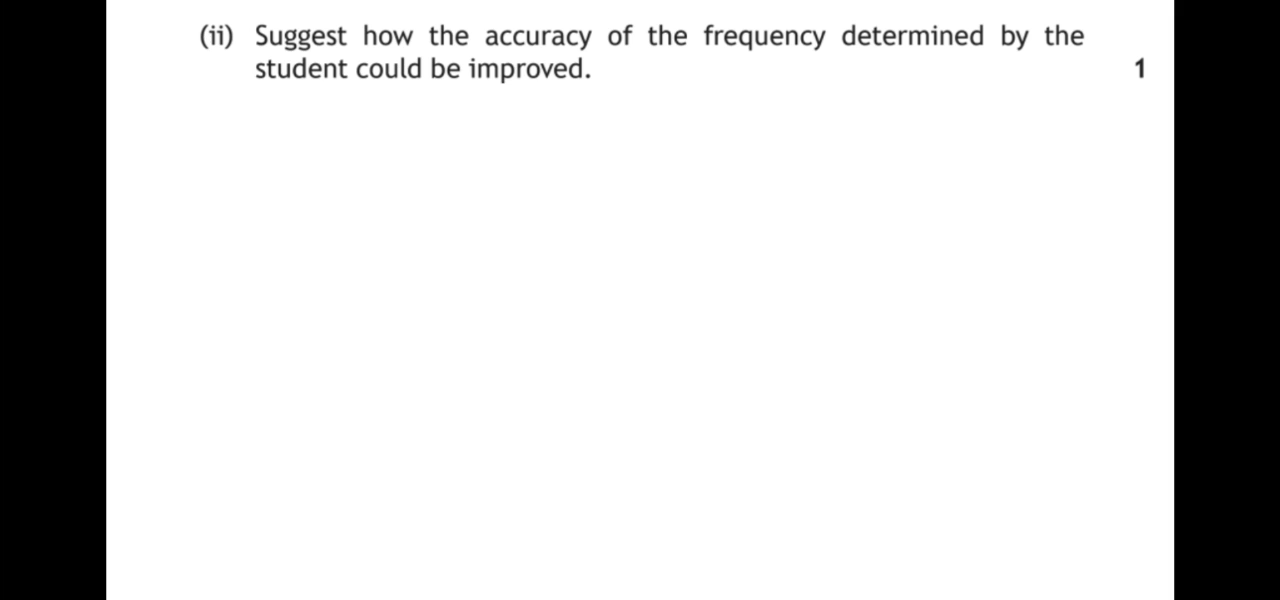 (ii) Suggest how the accuracy of the frequency determined by the
student could be improved. 1